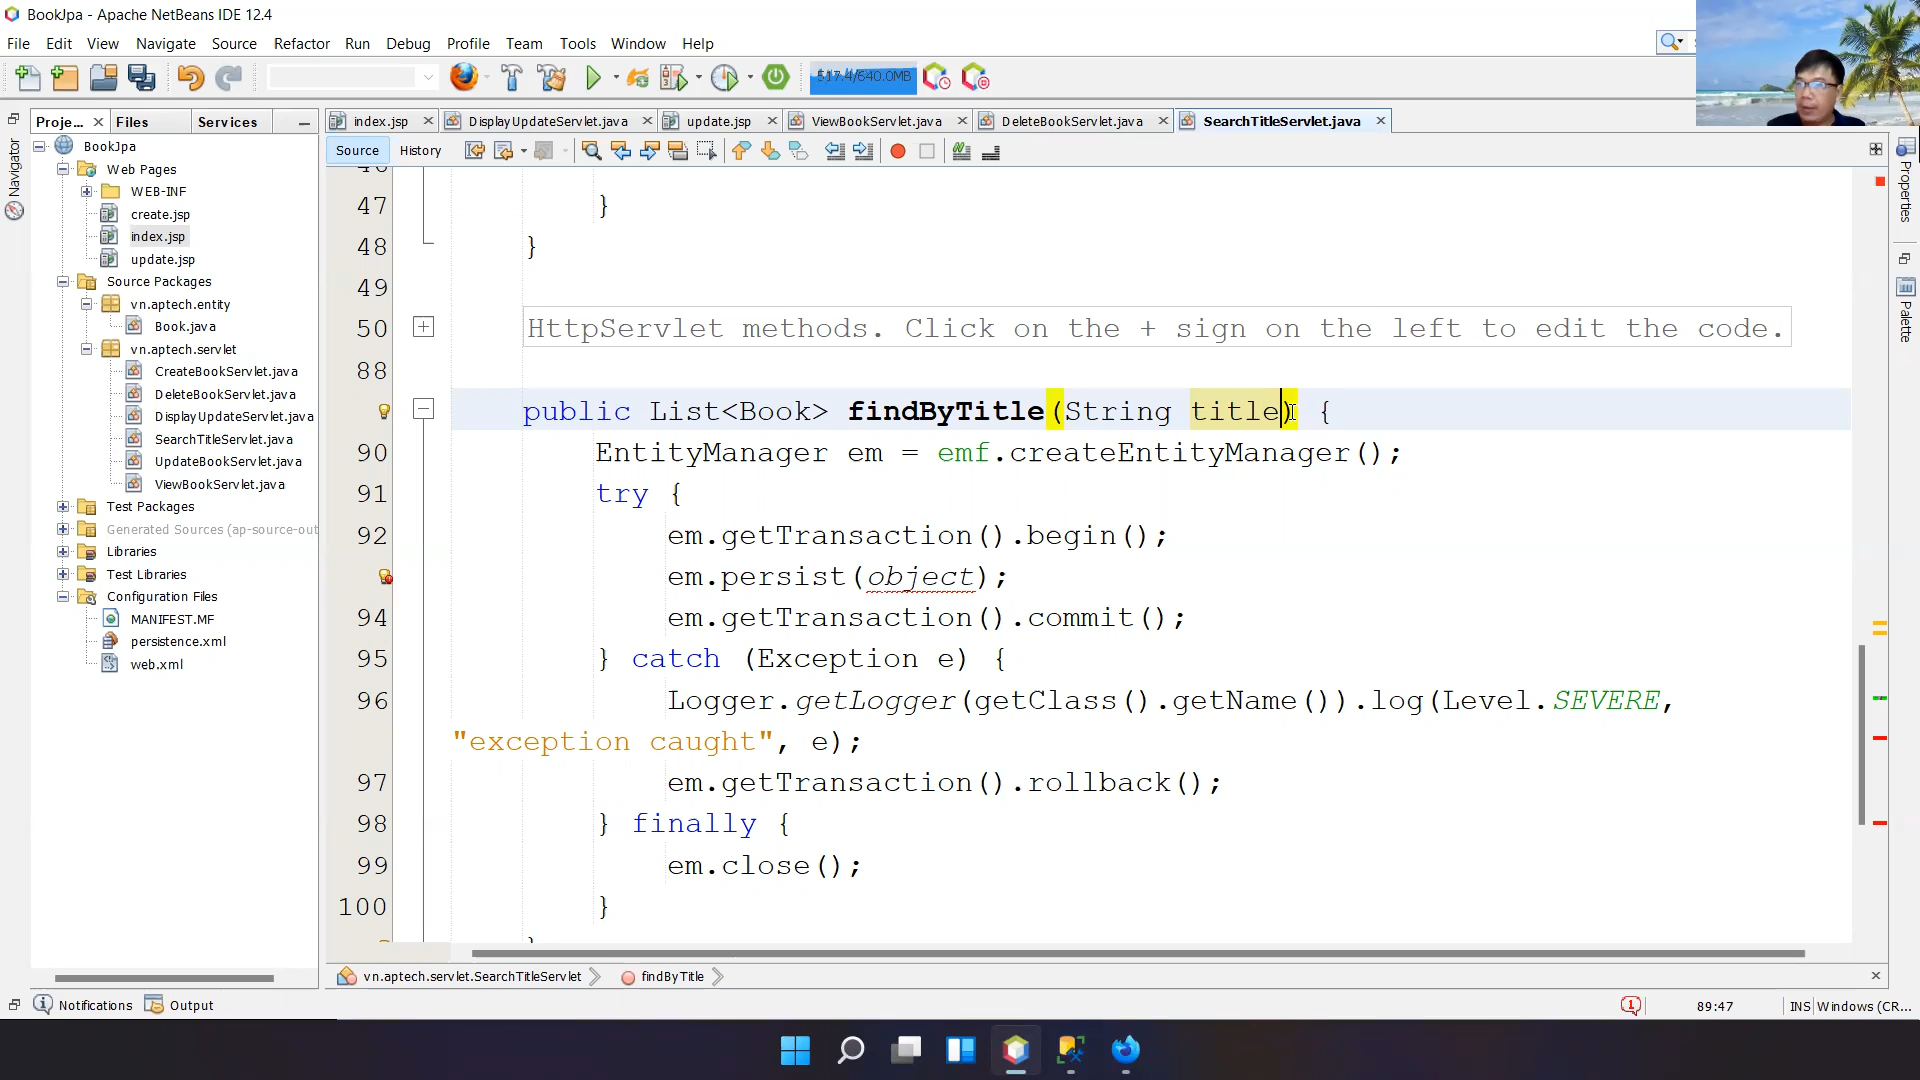 BookJpa - Apache NetBeans IDE 12.4
File Edit View Navigate Source Refactor Run Debug Profile Team Tools Window Help
517.4/640.0MB
Proje... Files Services
index.jsp DisplayUpdateServlet.java update.jsp ViewBookServlet.java DeleteBookServlet.java SearchTitleServlet.java
Source History
Navigator
Properties
Palette
BookJpa
Web Pages
WEB-INF
create.jsp
index.jsp
update.jsp
Source Packages
vn.aptech.entity
Book.java
vn.aptech.servlet
CreateBookServlet.java
DeleteBookServlet.java
DisplayUpdateServlet.java
SearchTitleServlet.java
UpdateBookServlet.java
ViewBookServlet.java
Test Packages
Generated Sources (ap-source-out
Libraries
Test Libraries
Configuration Files
MANIFEST.MF
persistence.xml
web.xml
47 }
48 }
49
50 HttpServlet methods. Click on the + sign on the left to edit the code.
88
public List<Book> findByTitle(String title) {
90 EntityManager em = emf.createEntityManager();
91 try {
92 em.getTransaction().begin();
em.persist(object);
94 em.getTransaction().commit();
95 } catch (Exception e) {
96 Logger.getLogger(getClass().getName()).log(Level.SEVERE,
"exception caught", e);
97 em.getTransaction().rollback();
98 } finally {
99 em.close();
100 }
vn.aptech.servlet.SearchTitleServlet findByTitle
Notifications Output
1 89:47 INS Windows (CR...